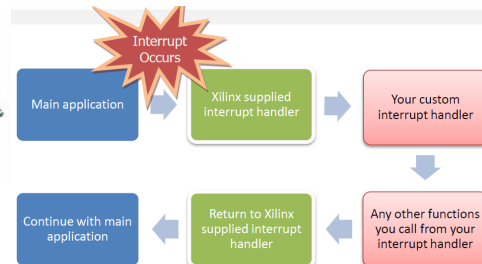 Interrupt
Occurs
Main application
Xilinx supplied
interrupt handler
Your custom
interrupt handler
Any other functions
you call from your
interrupt handler
Return to Xilinx
supplied interrupt
handler
Continue with main
application